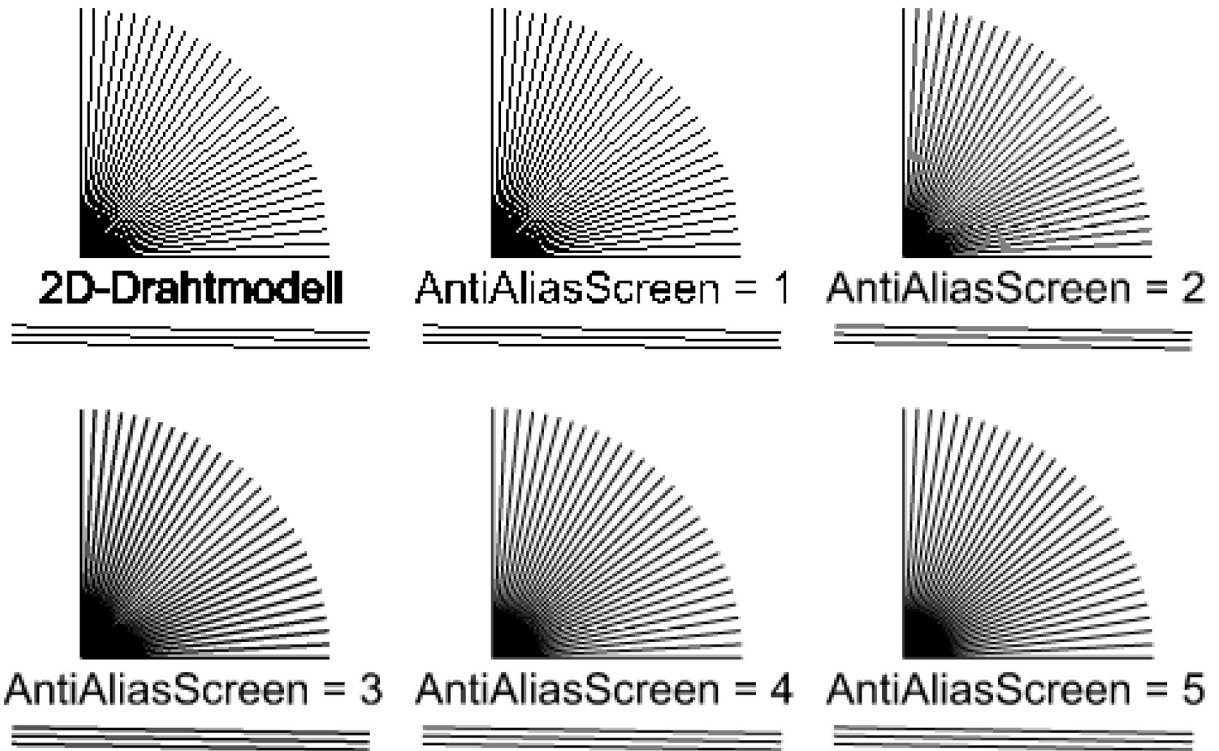 2D-Drahtmodell
AntiAliasScreen = 1
AntiAliasScreen = 2
AntiAliasScreen = 3
AntiAliasScreen = 4
AntiAliasScreen = 5